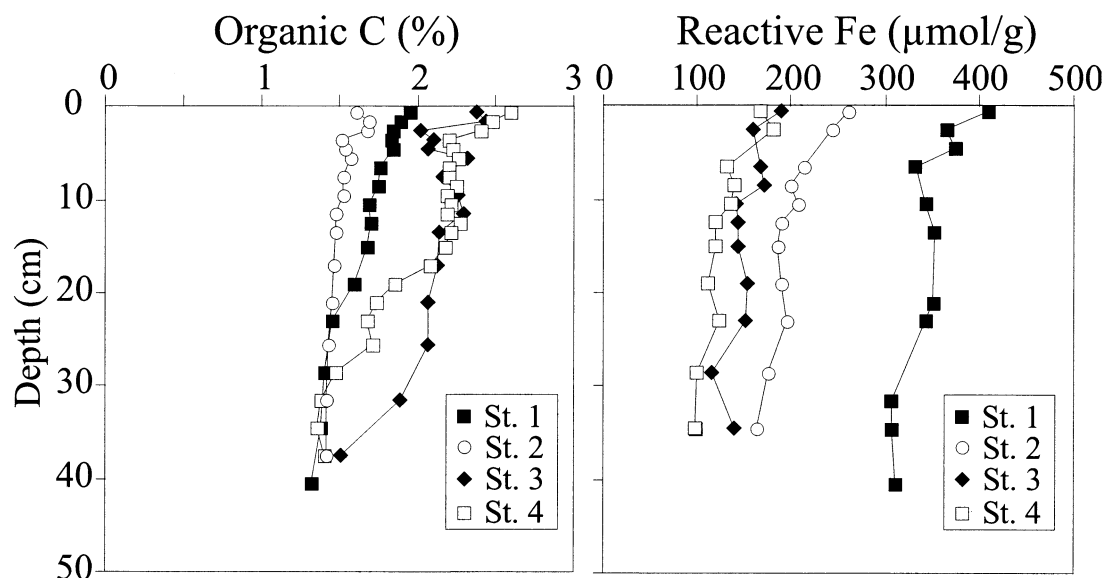 Organic C (%)
0 1 2 3
Reactive Fe (µmol/g)
0 100 200 300 400 500
Depth (cm)
0
10
20
30
40
50
St. 1
St. 2
St. 3
St. 4
St. 1
St. 2
St. 3
St. 4